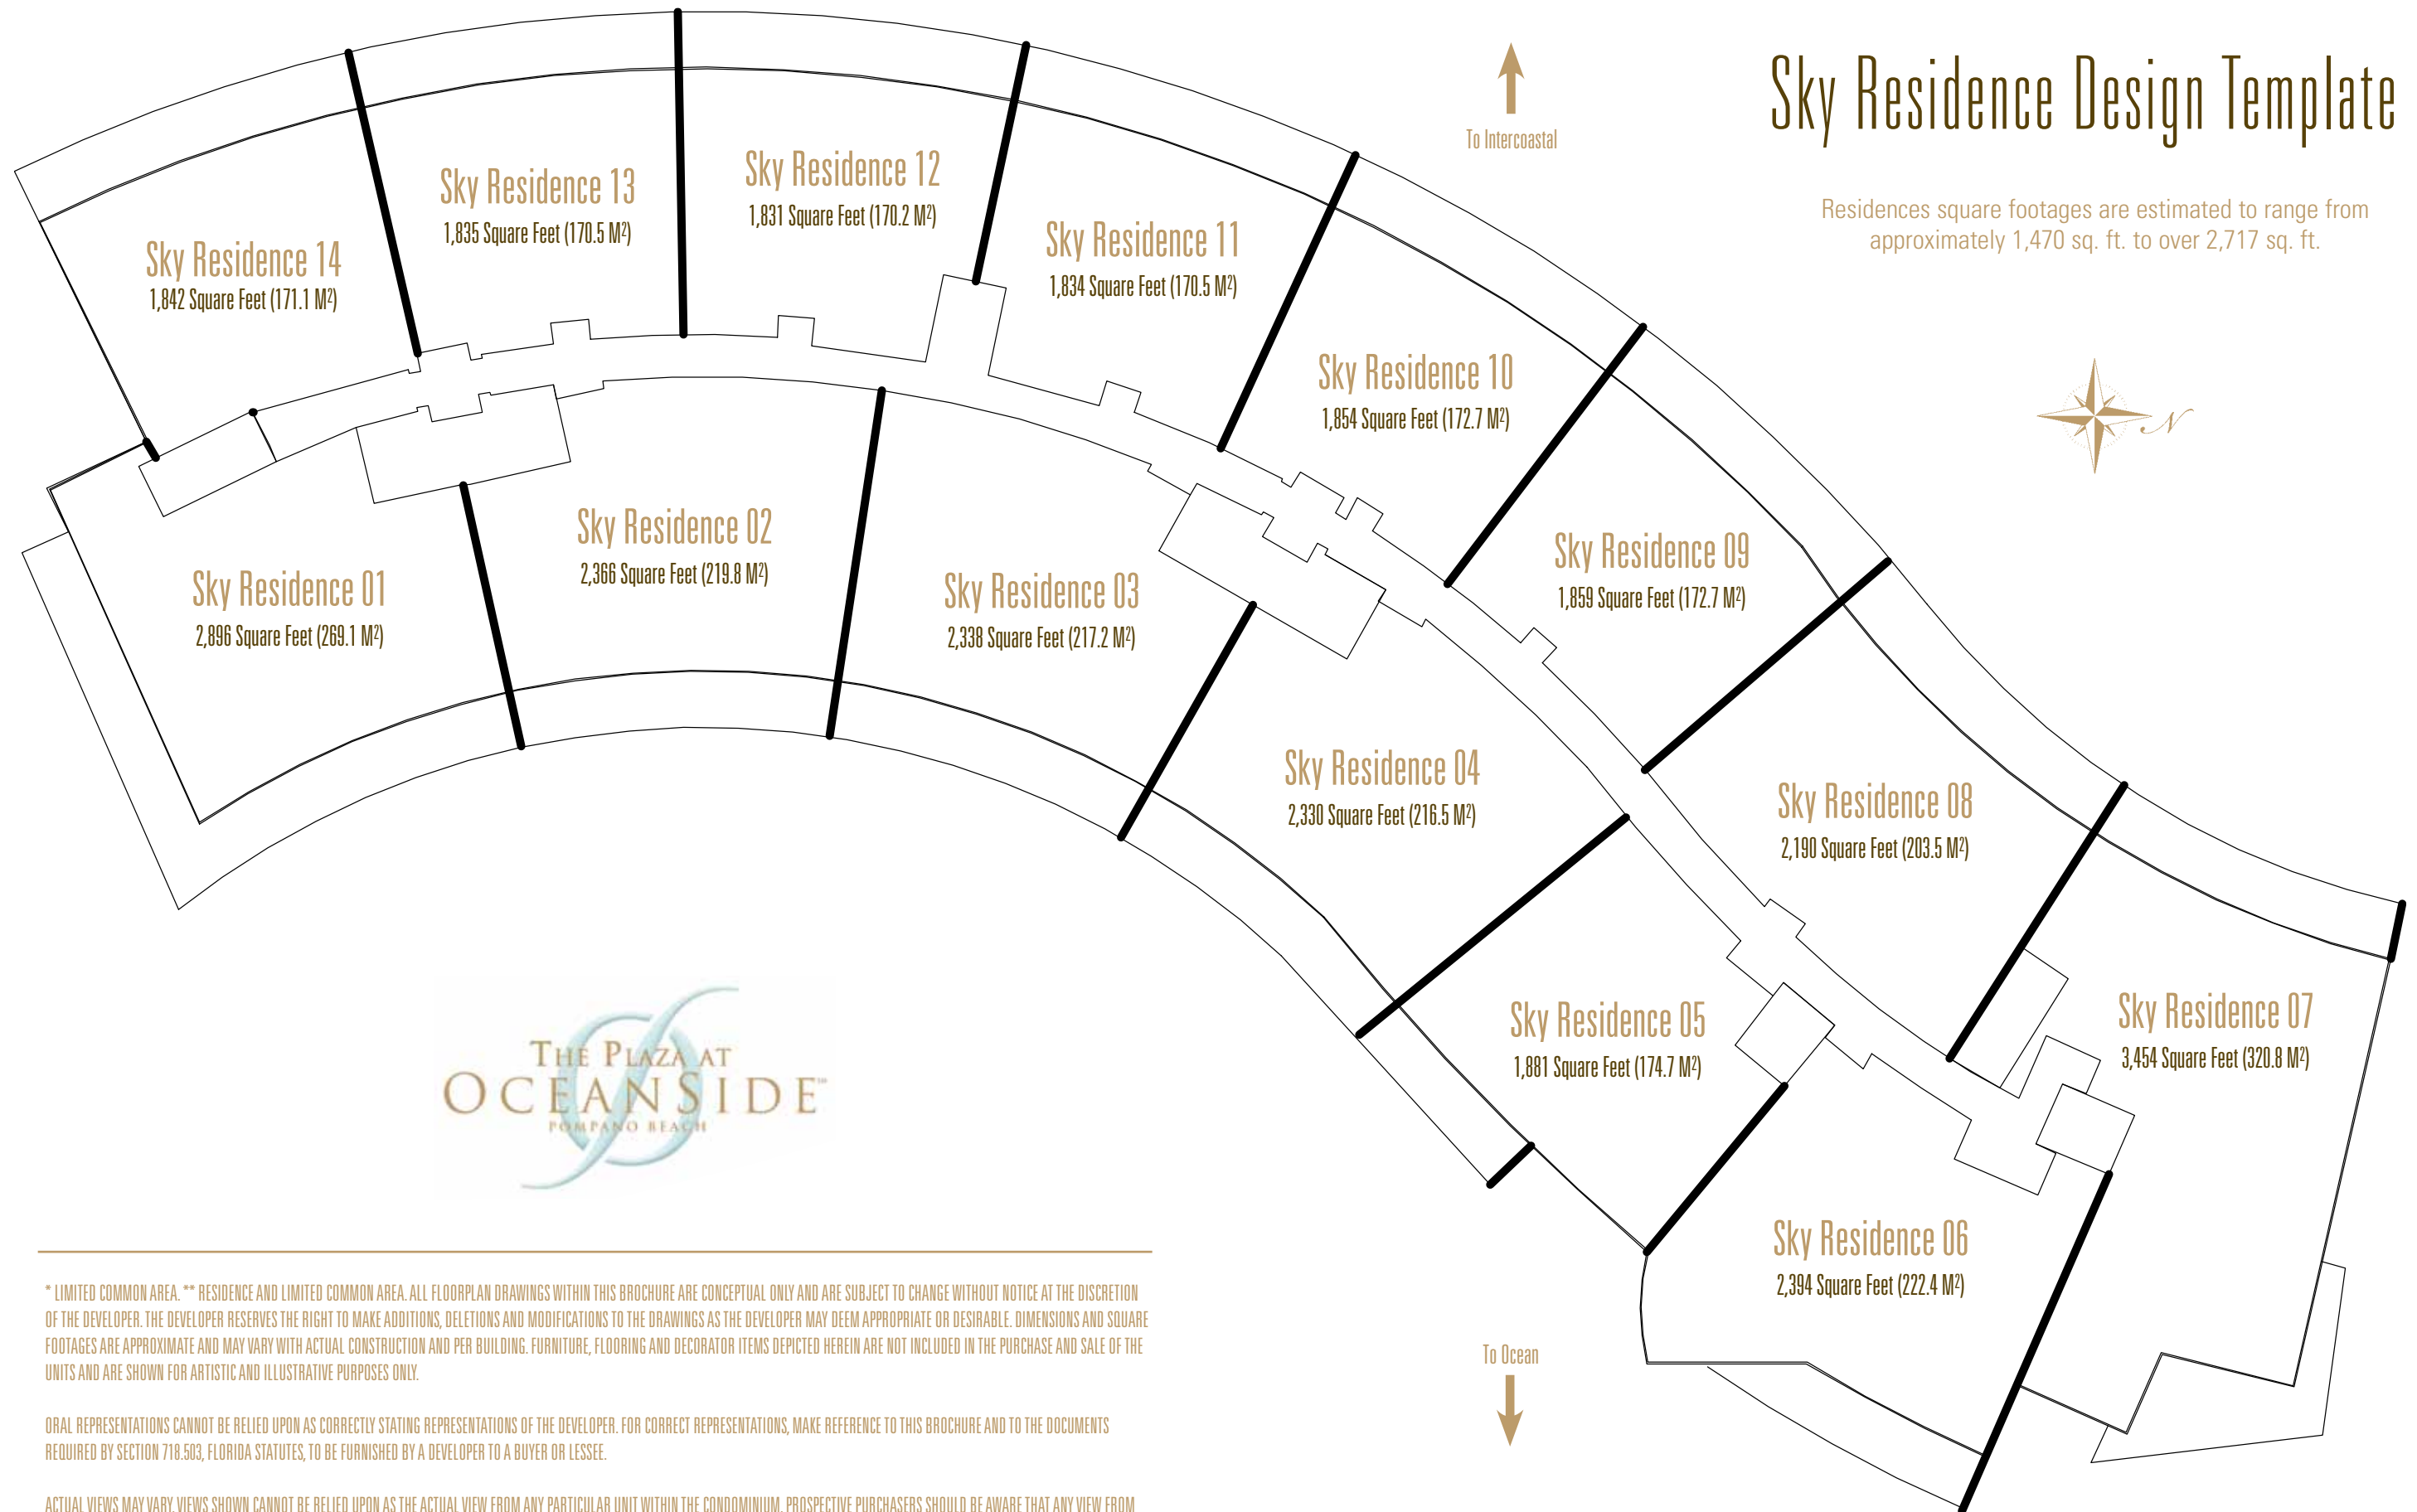 Sky Residence Design Template
Residences square footages are estimated to range from
approximately 1,470 sq. ft. to over 2,717 sq. ft.
To Intercoastal
N
Sky Residence 14
1,842 Square Feet (171.1 M²)
Sky Residence 13
1,835 Square Feet (170.5 M²)
Sky Residence 12
1,831 Square Feet (170.2 M²)
Sky Residence 11
1,834 Square Feet (170.5 M²)
Sky Residence 10
1,854 Square Feet (172.7 M²)
Sky Residence 09
1,859 Square Feet (172.7 M²)
Sky Residence 08
2,190 Square Feet (203.5 M²)
Sky Residence 07
3,454 Square Feet (320.8 M²)
Sky Residence 01
2,896 Square Feet (269.1 M²)
Sky Residence 02
2,366 Square Feet (219.8 M²)
Sky Residence 03
2,338 Square Feet (217.2 M²)
Sky Residence 04
2,330 Square Feet (216.5 M²)
Sky Residence 05
1,881 Square Feet (174.7 M²)
Sky Residence 06
2,394 Square Feet (222.4 M²)
To Ocean
THE PLAZA AT
OCEANSIDE℠
POMPANO BEACH
* LIMITED COMMON AREA. ** RESIDENCE AND LIMITED COMMON AREA. ALL FLOORPLAN DRAWINGS WITHIN THIS BROCHURE ARE CONCEPTUAL ONLY AND ARE SUBJECT TO CHANGE WITHOUT NOTICE AT THE DISCRETION
OF THE DEVELOPER. THE DEVELOPER RESERVES THE RIGHT TO MAKE ADDITIONS, DELETIONS AND MODIFICATIONS TO THE DRAWINGS AS THE DEVELOPER MAY DEEM APPROPRIATE OR DESIRABLE. DIMENSIONS AND SQUARE
FOOTAGES ARE APPROXIMATE AND MAY VARY WITH ACTUAL CONSTRUCTION AND PER BUILDING. FURNITURE, FLOORING AND DECORATOR ITEMS DEPICTED HEREIN ARE NOT INCLUDED IN THE PURCHASE AND SALE OF THE
UNITS AND ARE SHOWN FOR ARTISTIC AND ILLUSTRATIVE PURPOSES ONLY.
ORAL REPRESENTATIONS CANNOT BE RELIED UPON AS CORRECTLY STATING REPRESENTATIONS OF THE DEVELOPER. FOR CORRECT REPRESENTATIONS, MAKE REFERENCE TO THIS BROCHURE AND TO THE DOCUMENTS
REQUIRED BY SECTION 718.503, FLORIDA STATUTES, TO BE FURNISHED BY A DEVELOPER TO A BUYER OR LESSEE.
ACTUAL VIEWS MAY VARY. VIEWS SHOWN CANNOT BE RELIED UPON AS THE ACTUAL VIEW FROM ANY PARTICULAR UNIT WITHIN THE CONDOMINIUM. PROSPECTIVE PURCHASERS SHOULD BE AWARE THAT ANY VIEW FROM